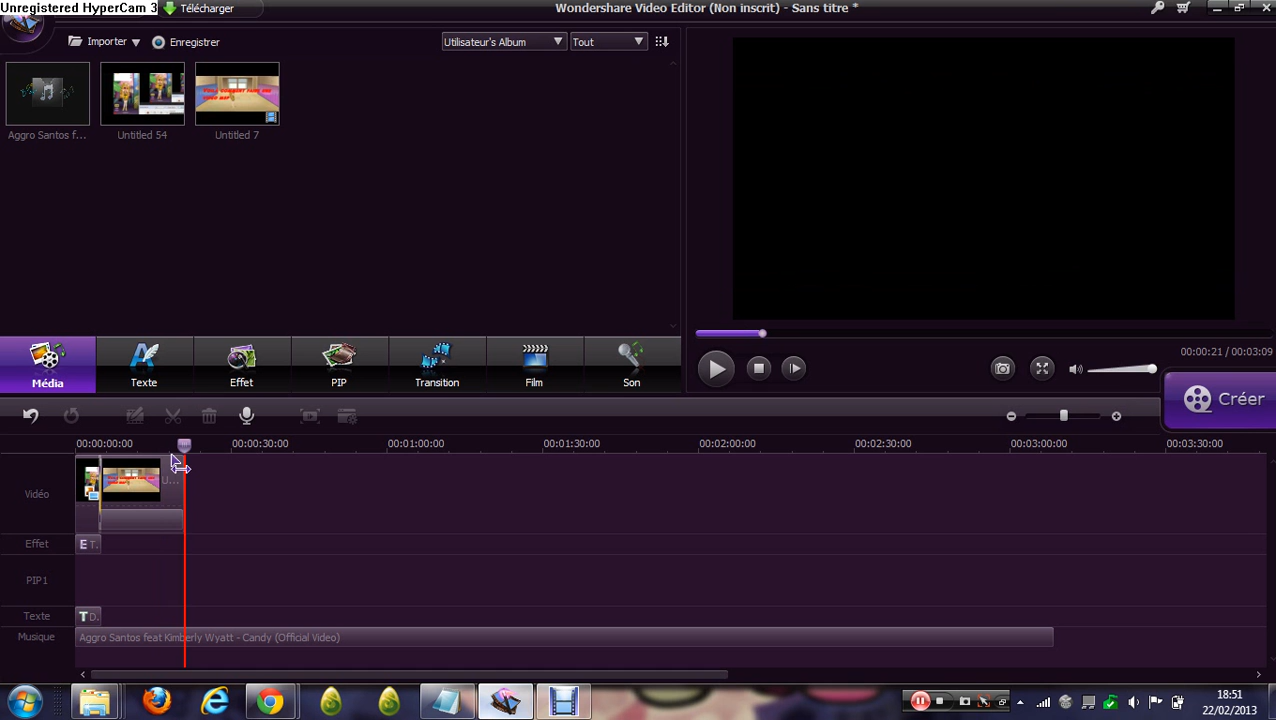 Unregistered HyperCam 3
Télécharger
Wondershare Video Editor (Non inscrit) - Sans titre *
Importer
Enregistrer
Utilisateur's Album
Tout
Aggro Santos f...
Untitled 54
Untitled 7
00:00:21 / 00:03:09
Média
Texte
Effet
PIP
Transition
Film
Son
Créer
00:00:00:00
00:00:30:00
00:01:00:00
00:01:30:00
00:02:00:00
00:02:30:00
00:03:00:00
00:03:30:00
Vidéo
U...
Effet
E T.
PIP1
Texte
T D.
Musique
Aggro Santos feat Kimberly Wyatt - Candy (Official Video)
18:51
22/02/2013